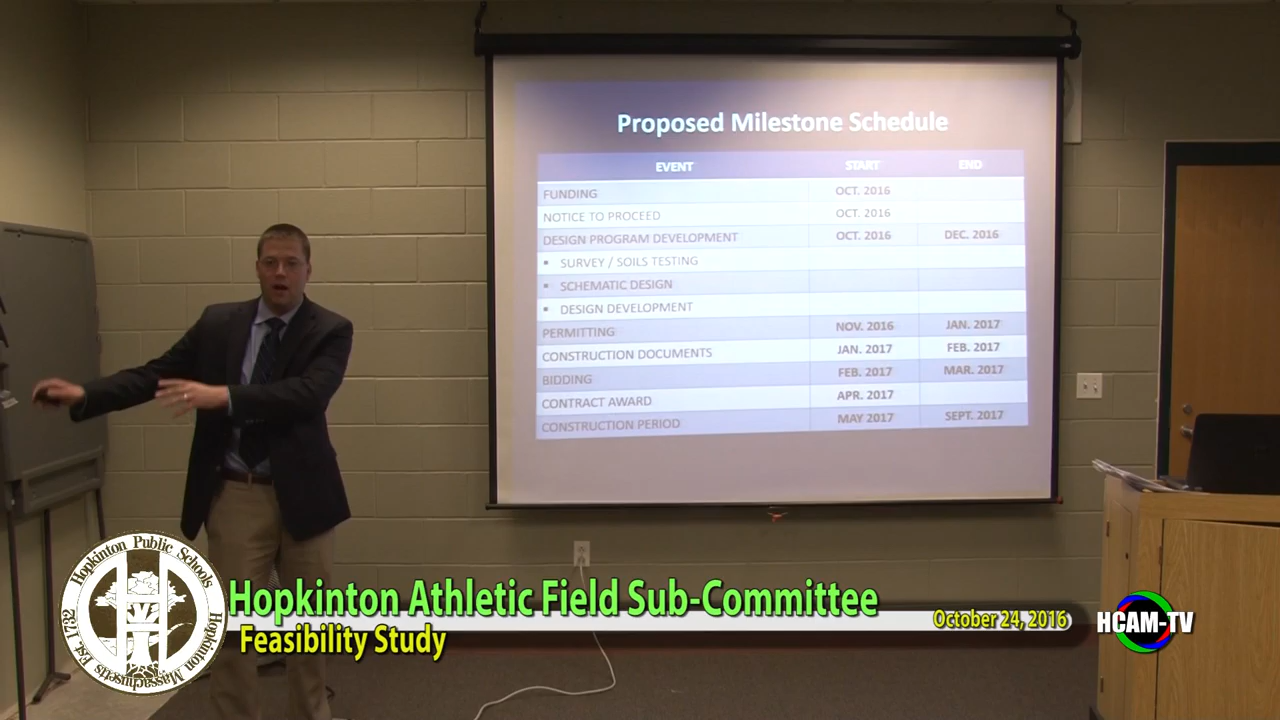 Proposed Milestone Schedule
EVENT START END
FUNDING OCT. 2016
NOTICE TO PROCEED OCT. 2016
DESIGN PROGRAM DEVELOPMENT OCT. 2016 DEC. 2016
▪ SURVEY / SOILS TESTING
▪ SCHEMATIC DESIGN
▪ DESIGN DEVELOPMENT
PERMITTING NOV. 2016 JAN. 2017
CONSTRUCTION DOCUMENTS JAN. 2017 FEB. 2017
BIDDING FEB. 2017 MAR. 2017
CONTRACT AWARD APR. 2017
CONSTRUCTION PERIOD MAY 2017 SEPT. 2017
Hopkinton Public Schools
Hopkinton Massachusetts Est. 1732
H
Hopkinton Athletic Field Sub-Committee
Feasibility Study
October 24, 2016
HCAM-TV